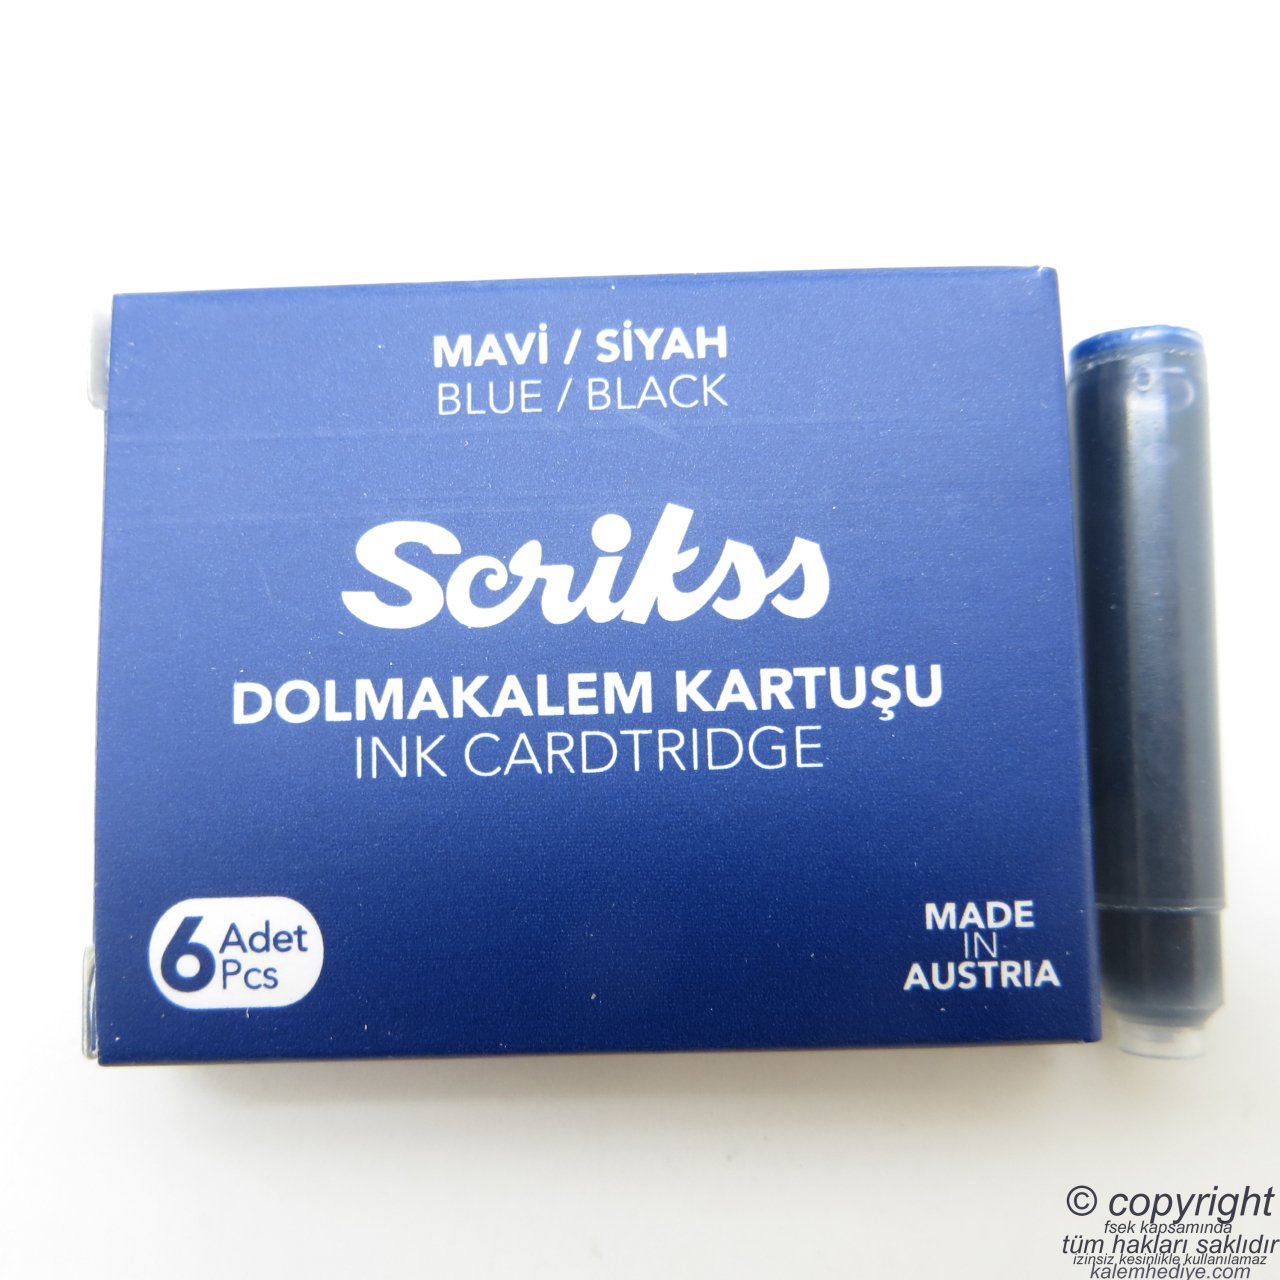 MAVİ / SİYAH
BLUE / BLACK
Scrikss
DOLMAKALEM KARTUŞU
INK CARDTRIDGE
6 Adet
Pcs
MADE
IN
AUSTRIA
© copyright
fsek kapsamında
tüm hakları saklıdır
izinsiz kesinlikle kullanılamaz
kalemhediye.com